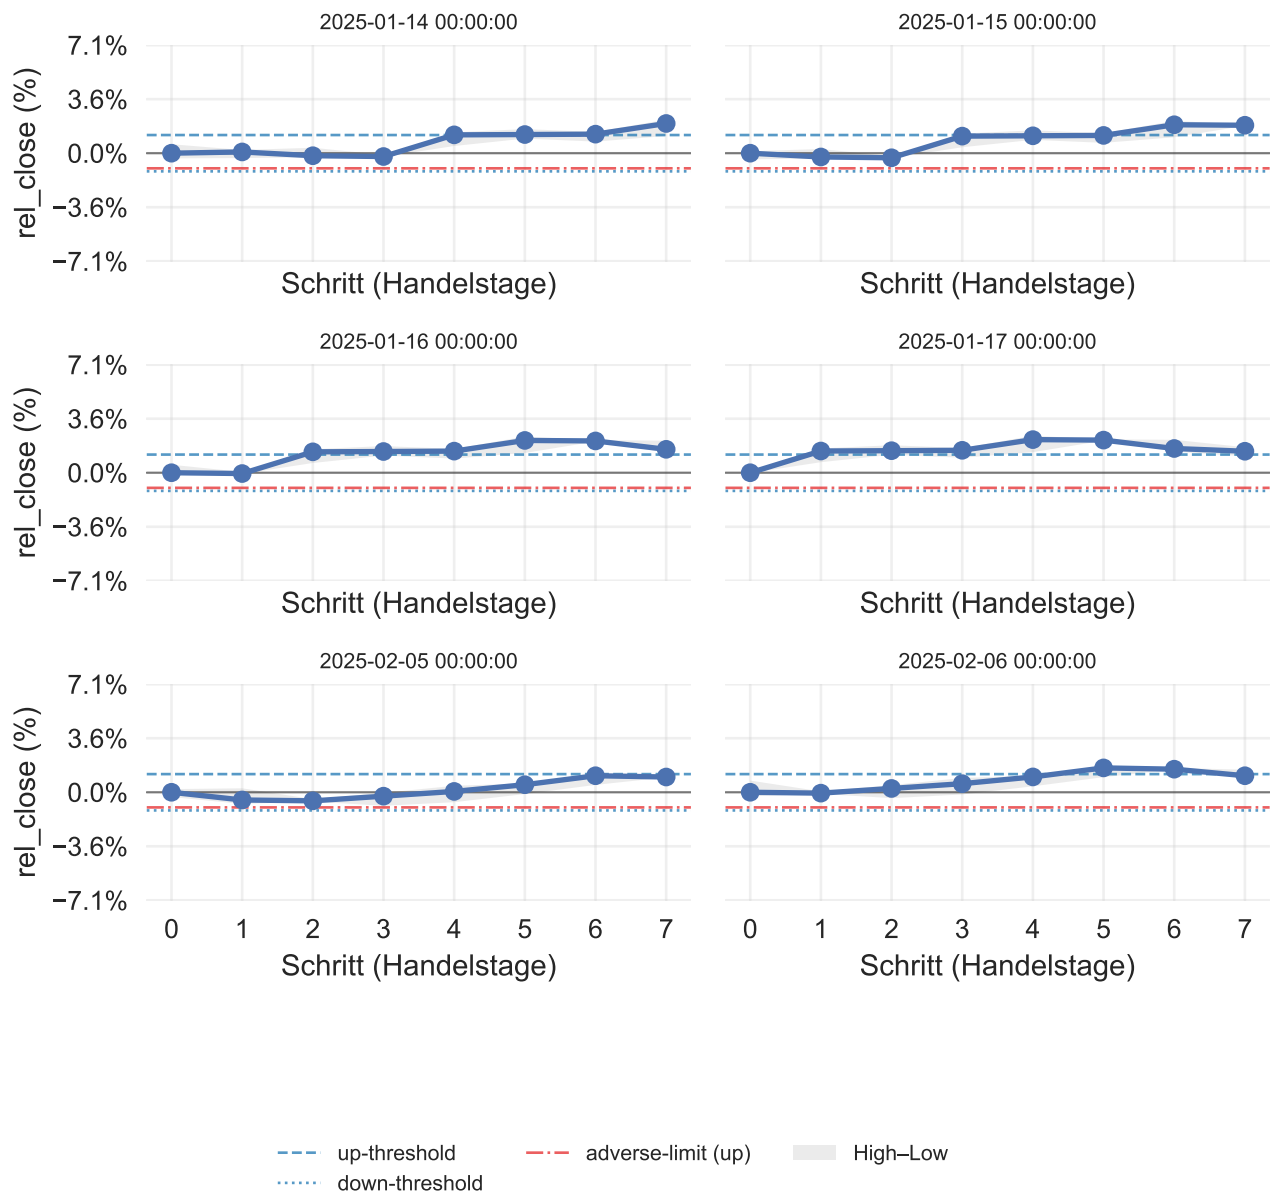 2025-01-14 00:00:00
2025-01-15 00:00:00
7.1%
3.6%
0.0%
−3.6%
−7.1%
rel_close (%)
Schritt (Handelstage)
Schritt (Handelstage)
2025-01-16 00:00:00
2025-01-17 00:00:00
7.1%
3.6%
0.0%
−3.6%
−7.1%
rel_close (%)
Schritt (Handelstage)
Schritt (Handelstage)
2025-02-05 00:00:00
2025-02-06 00:00:00
7.1%
3.6%
0.0%
−3.6%
−7.1%
rel_close (%)
0 1 2 3 4 5 6 7
0 1 2 3 4 5 6 7
Schritt (Handelstage)
Schritt (Handelstage)
up-threshold
adverse-limit (up)
High–Low
down-threshold